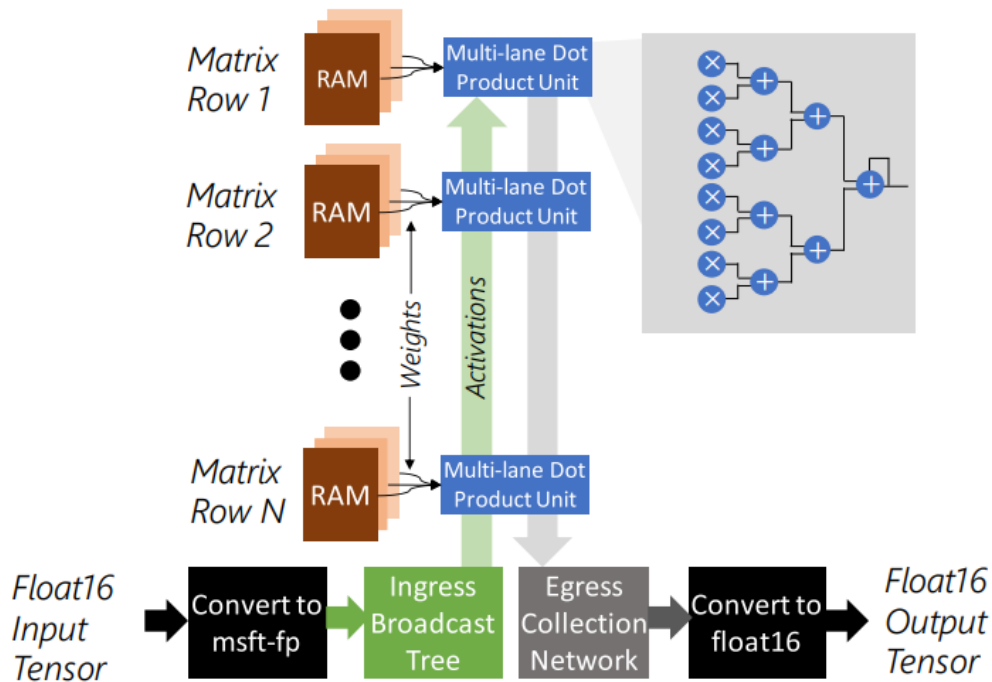 Matrix
Row 1
RAM
Multi-lane Dot
Product Unit
Matrix
Row 2
RAM
Multi-lane Dot
Product Unit
Weights
Activations
Matrix
Row N
RAM
Multi-lane Dot
Product Unit
Float16
Input
Tensor
Convert to
msft-fp
Ingress
Broadcast
Tree
Egress
Collection
Network
Convert to
float16
Float16
Output
Tensor